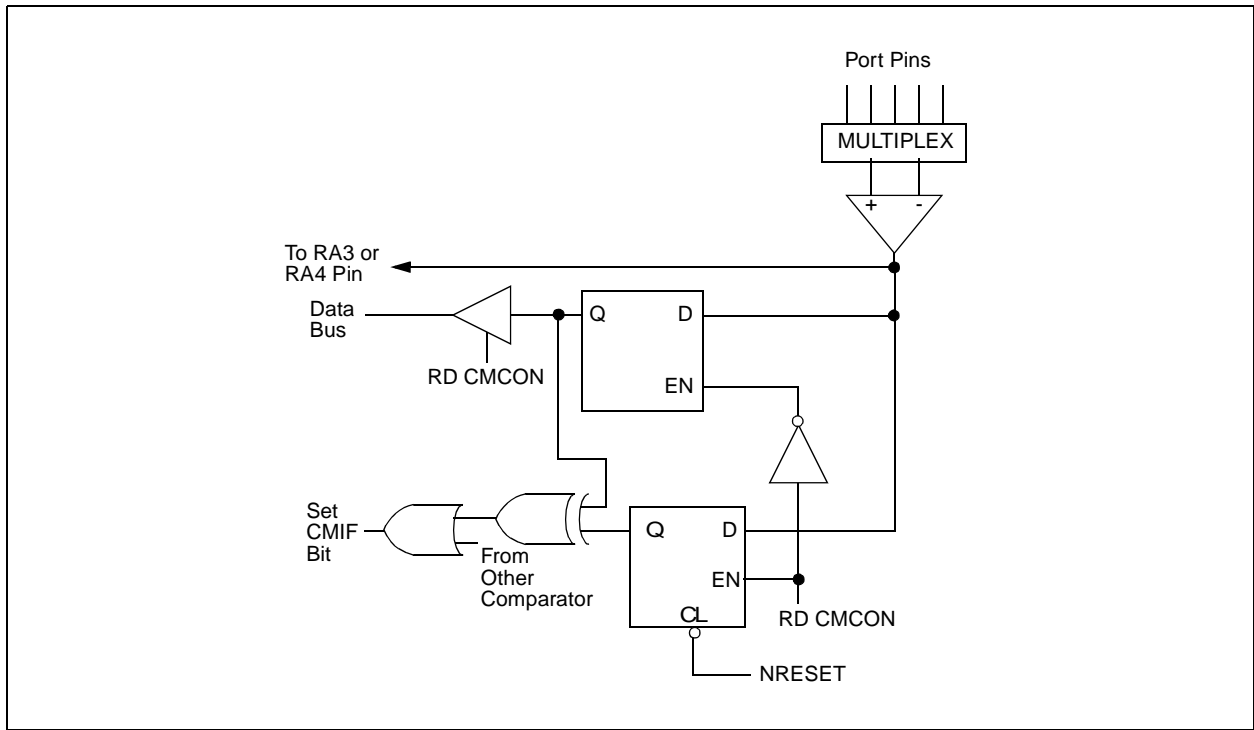 Port Pins
MULTIPLEX
+ -
To RA3 or
RA4 Pin
Data
Bus
Q D
EN
RD CMCON
Set
CMIF
Bit
From
Other
Comparator
Q D
EN
CL
RD CMCON
NRESET